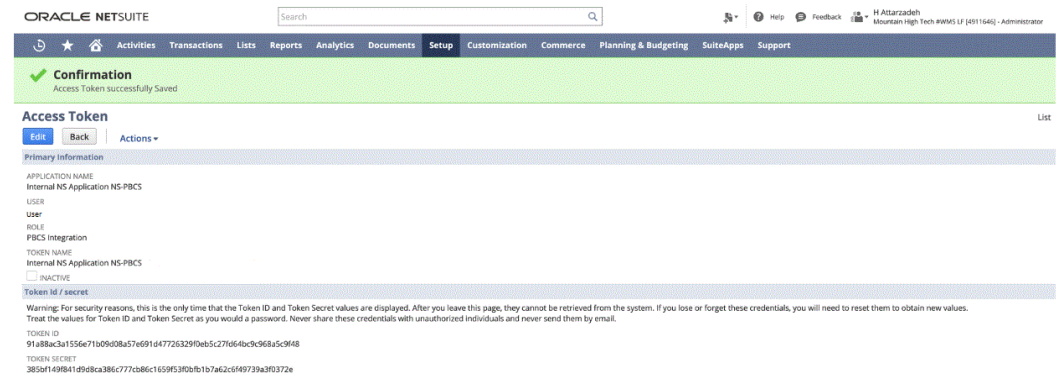 ORACLE NETSUITE
Search
Help
Feedback
H Attarzadeh
Mountain High Tech #WMS LF [4911646] - Administrator
Activities Transactions Lists Reports Analytics Documents Setup Customization Commerce Planning & Budgeting SuiteApps Support
Confirmation
Access Token successfully Saved
Access Token
List
Edit Back Actions
Primary Information
APPLICATION NAME
Internal NS Application NS-PBCS
USER
user
ROLE
PBCS Integration
TOKEN NAME
Internal NS Application NS-PBCS
INACTIVE
Token Id / secret
Warning: For security reasons, this is the only time that the Token ID and Token Secret values are displayed. After you leave this page, they cannot be retrieved from the system. If you lose or forget these credentials, you will need to reset them to obtain new values.
Treat the values for Token ID and Token Secret as you would a password. Never share these credentials with unauthorized individuals and never send them by email.
TOKEN ID
91a88ac3a1556e71b09d08a57e691d47726329f0eb5c27fd64bc9c968a5c9f48
TOKEN SECRET
385bf149f841d9d8ca386c777cb86c1659f53f0bfb1b7a62c6f49739a3f0372e